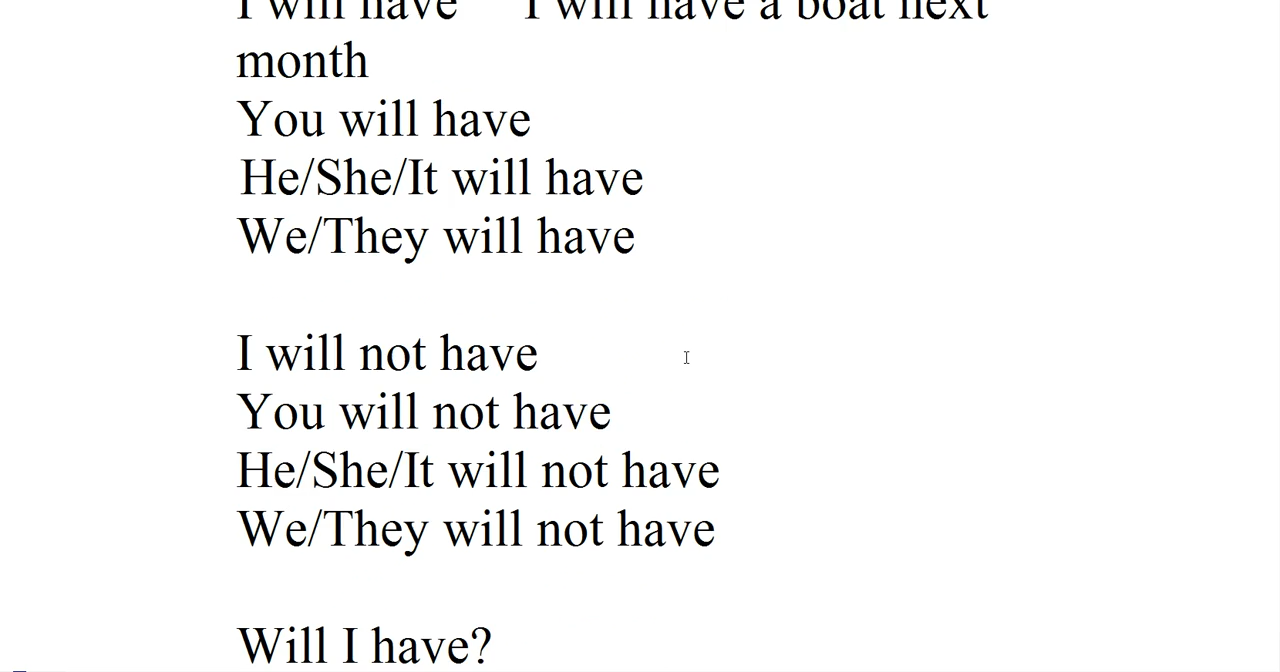 I will have I will have a boat next
month
You will have
He/She/It will have
We/They will have
I will not have
You will not have
He/She/It will not have
We/They will not have
Will I have?